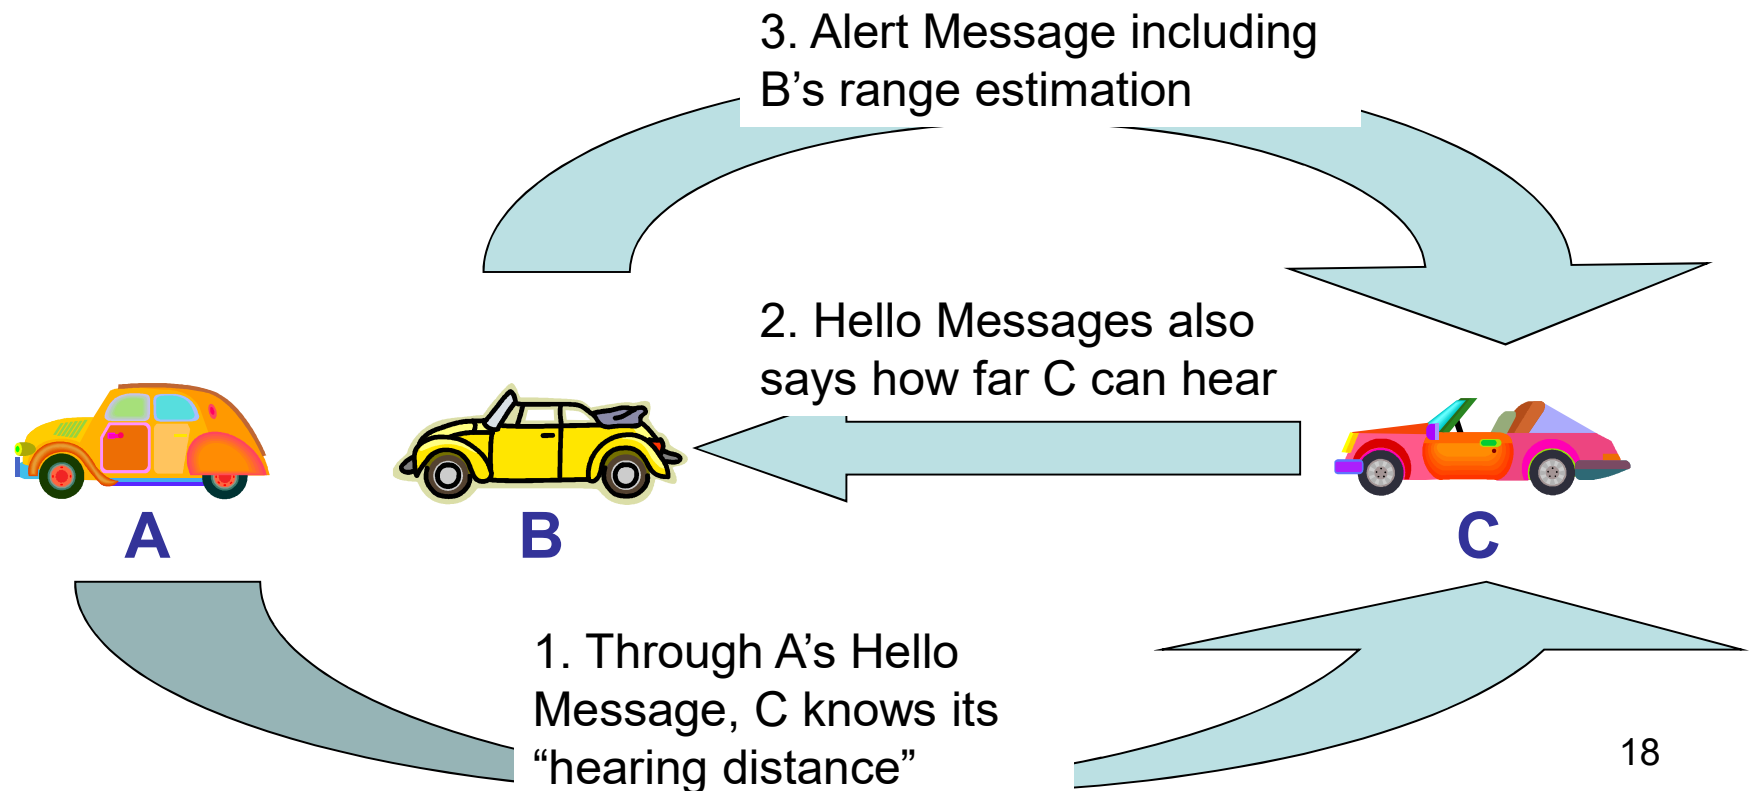 3. Alert Message including
B’s range estimation
2. Hello Messages also
says how far C can hear
A
B
C
1. Through A’s Hello
Message, C knows its
“hearing distance”
18